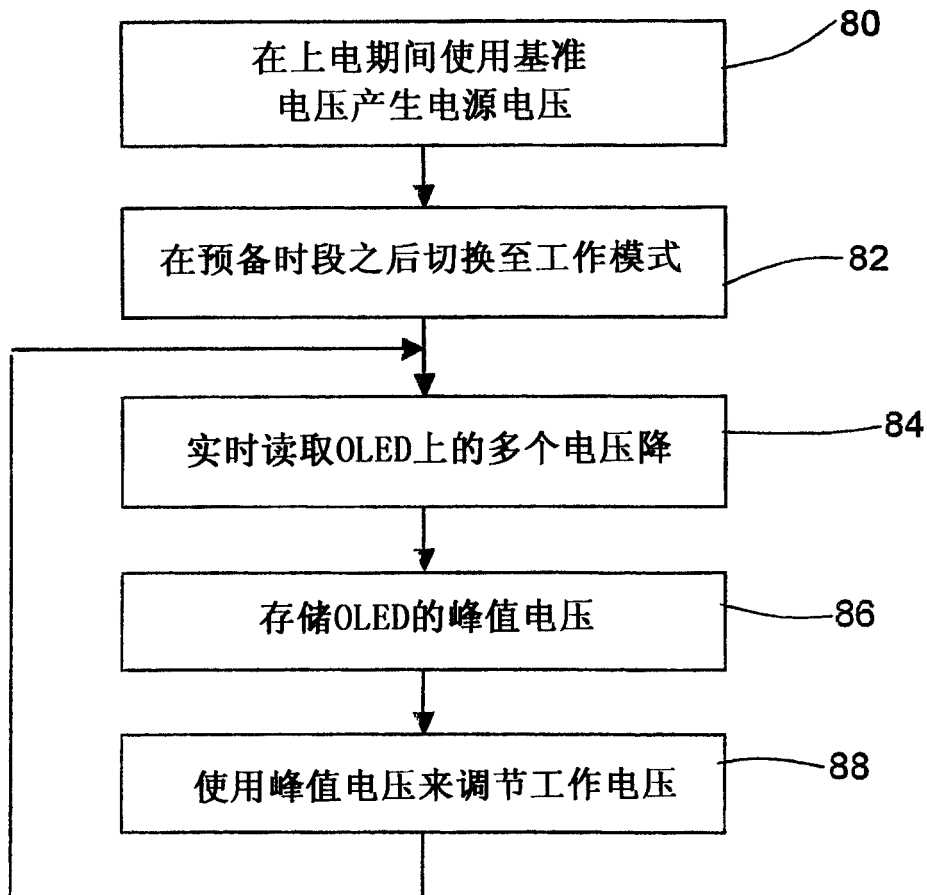 在上电期间使用基准
电压产生电源电压
80
在预备时段之后切换至工作模式
82
实时读取OLED上的多个电压降
84
存储OLED的峰值电压
86
使用峰值电压来调节工作电压
88